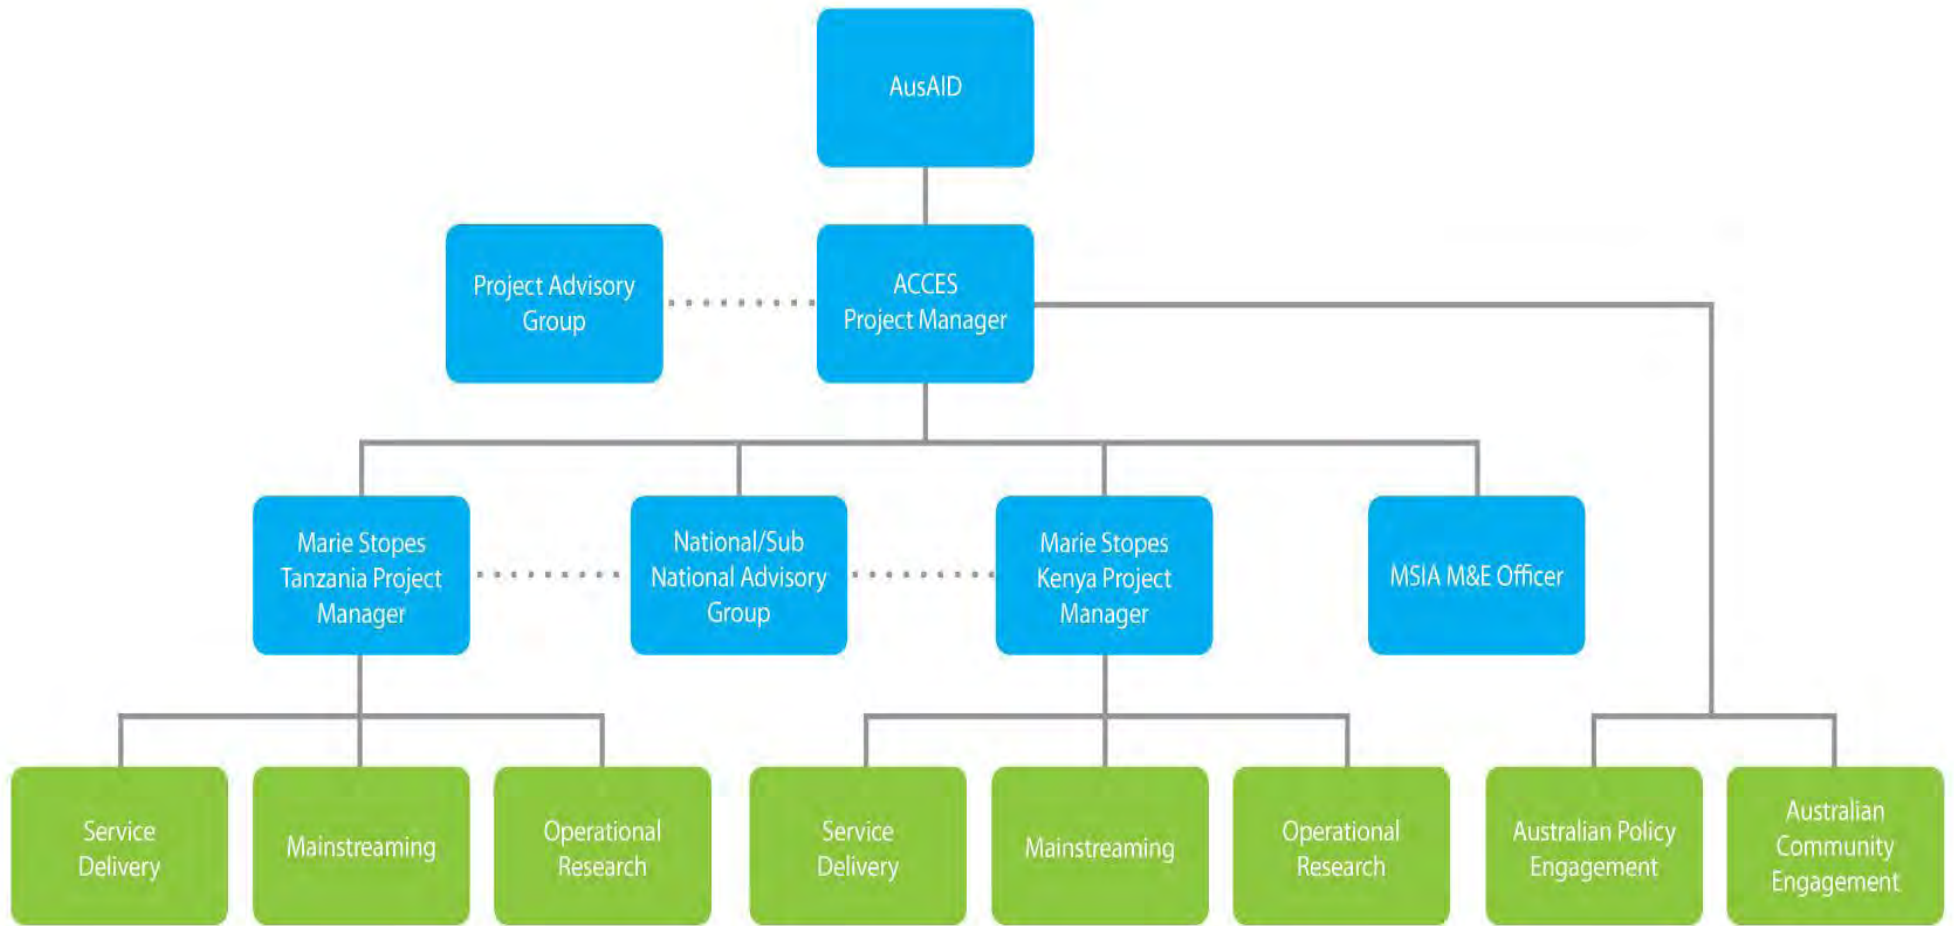 AusAID
Project Advisory
Group
ACCES
Project Manager
Marie Stopes
Tanzania Project
Manager
National/Sub
National Advisory
Group
Marie Stopes
Kenya Project
Manager
MSIA M&E Officer
Service
Delivery
Mainstreaming
Operational
Research
Service
Delivery
Mainstreaming
Operational
Research
Australian Policy
Engagement
Australian
Community
Engagement